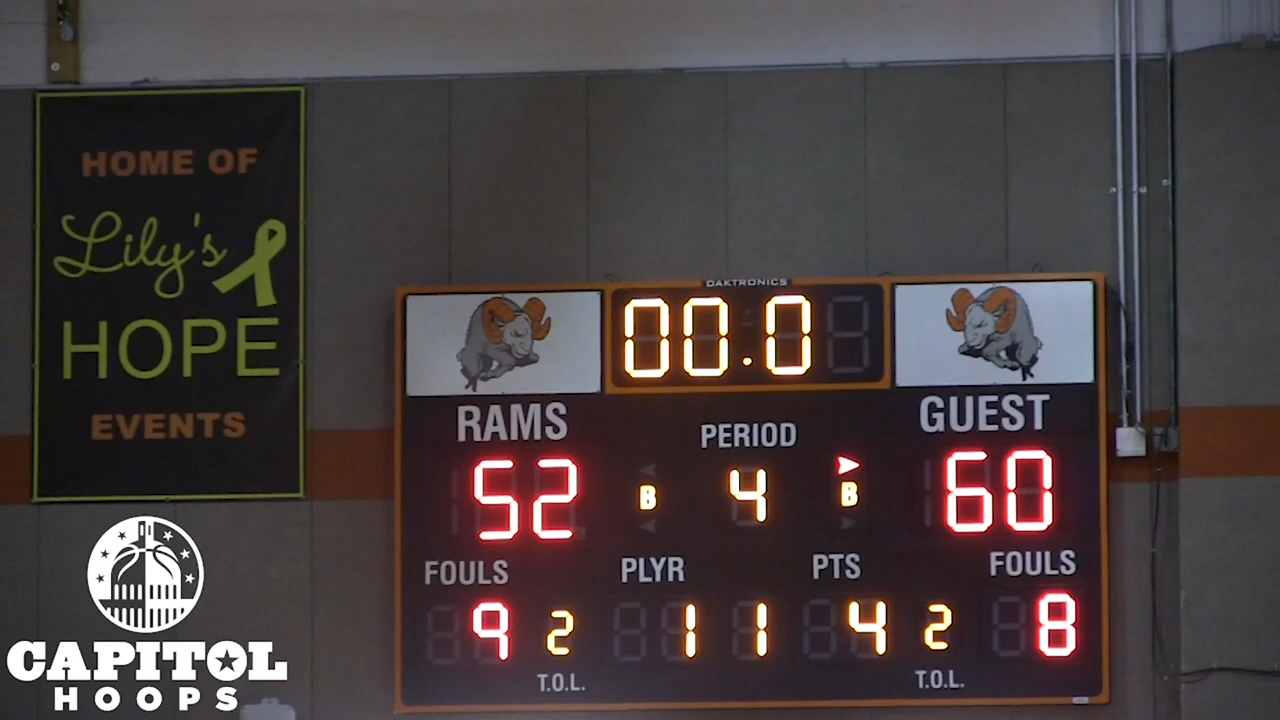 HOME OF
Lily's
HOPE
EVENTS
DAKTRONICS
00.0
RAMS
PERIOD
GUEST
52
B
4
B
60
FOULS
PLYR
PTS
FOULS
9
2
11
4
2
8
T.O.L.
T.O.L.
CAPITOL
HOOPS